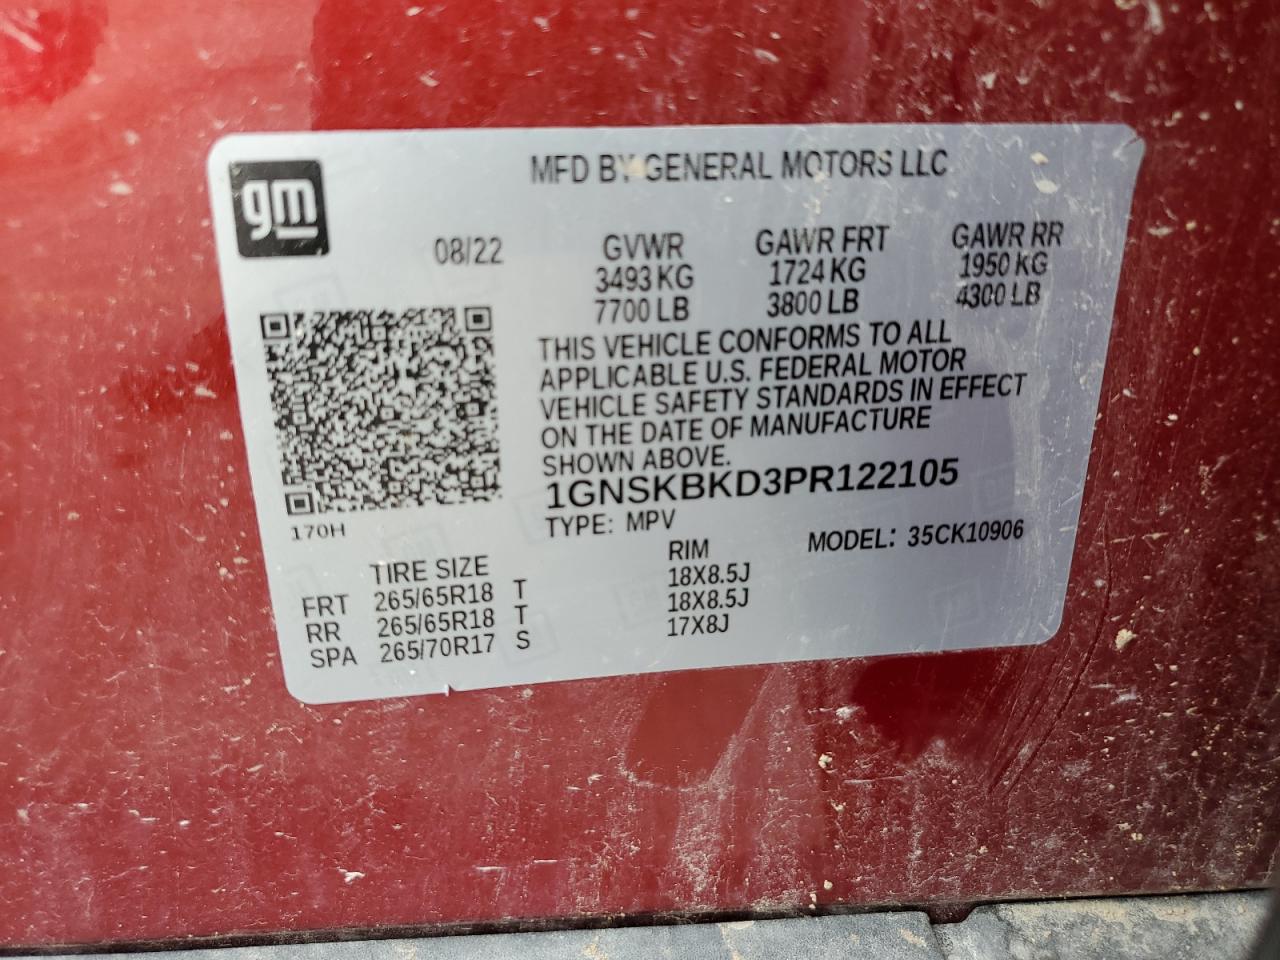 gm
MFD BY GENERAL MOTORS LLC
08/22 GVWR GAWR FRT GAWR RR
3493 KG 1724 KG 1950 KG
7700 LB 3800 LB 4300 LB
THIS VEHICLE CONFORMS TO ALL
APPLICABLE U.S. FEDERAL MOTOR
VEHICLE SAFETY STANDARDS IN EFFECT
ON THE DATE OF MANUFACTURE
SHOWN ABOVE.
1GNSKBKD3PR122105
170H
TYPE: MPV MODEL: 35CK10906
TIRE SIZE RIM
FRT 265/65R18 T 18X8.5J
RR 265/65R18 T 18X8.5J
SPA 265/70R17 S 17X8J